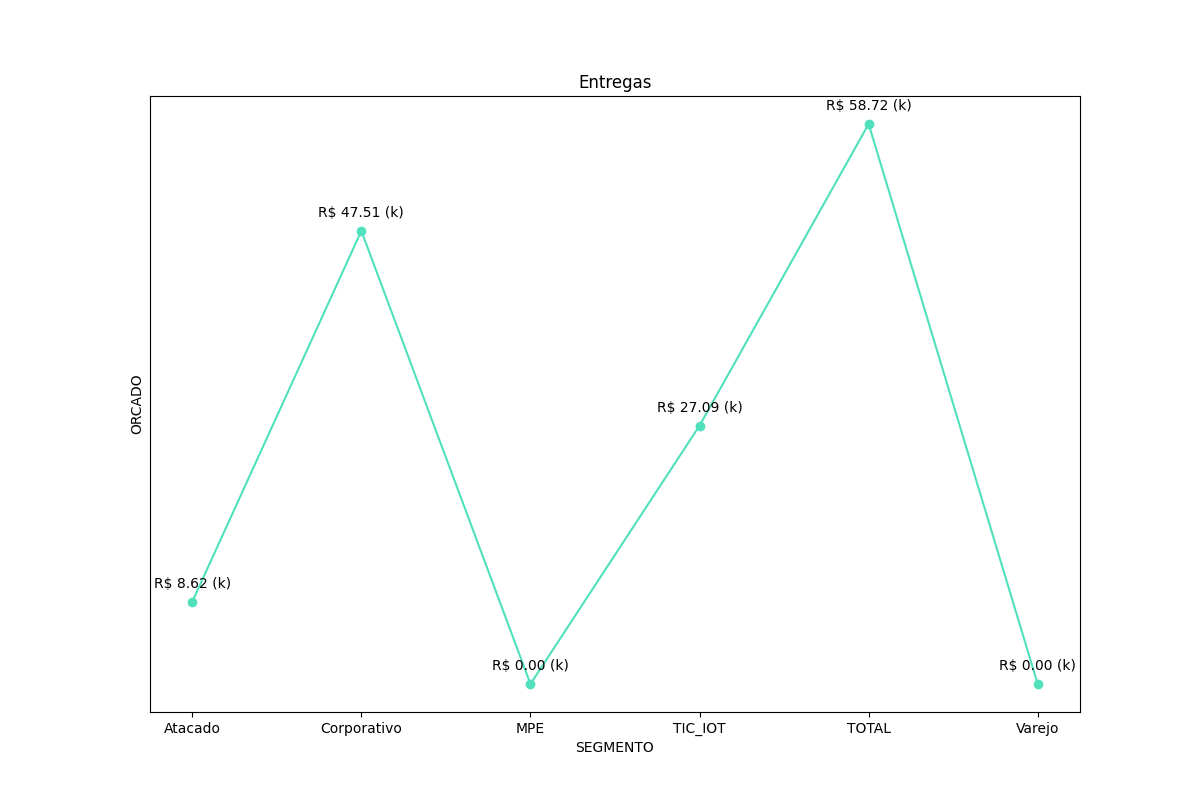 Entregas
R$ 58.72 (k)
R$ 47.51 (k)
R$ 27.09 (k)
R$ 8.62 (k)
R$ 0.00 (k)
R$ 0.00 (k)
ORCADO
Atacado Corporativo MPE TIC_IOT TOTAL Varejo
SEGMENTO